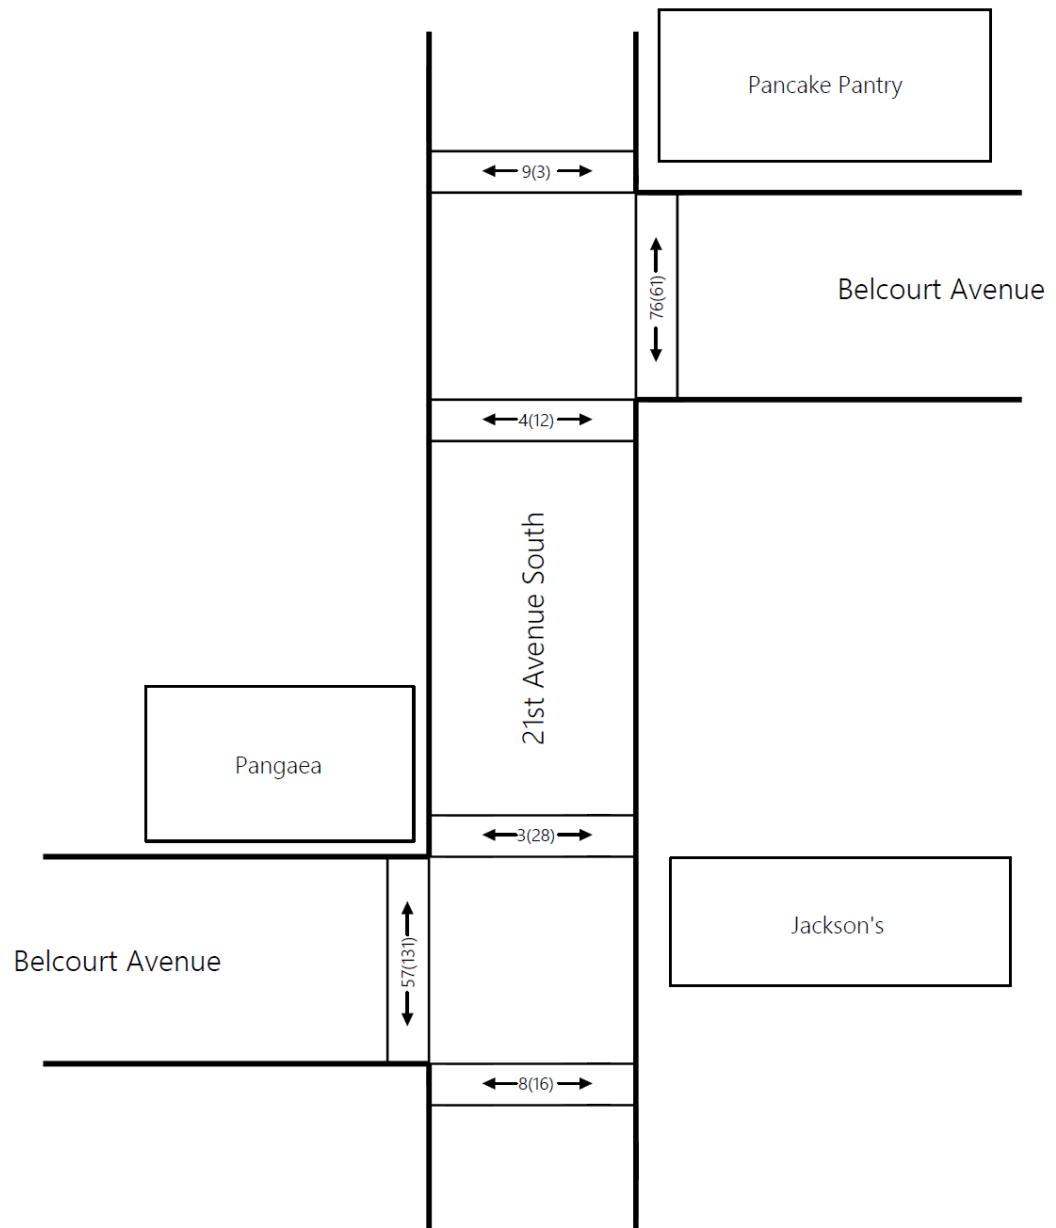 Pancake Pantry
9(3)
76(61)
Belcourt Avenue
4(12)
21st Avenue South
Pangaea
3(28)
Jackson's
57(131)
Belcourt Avenue
8(16)